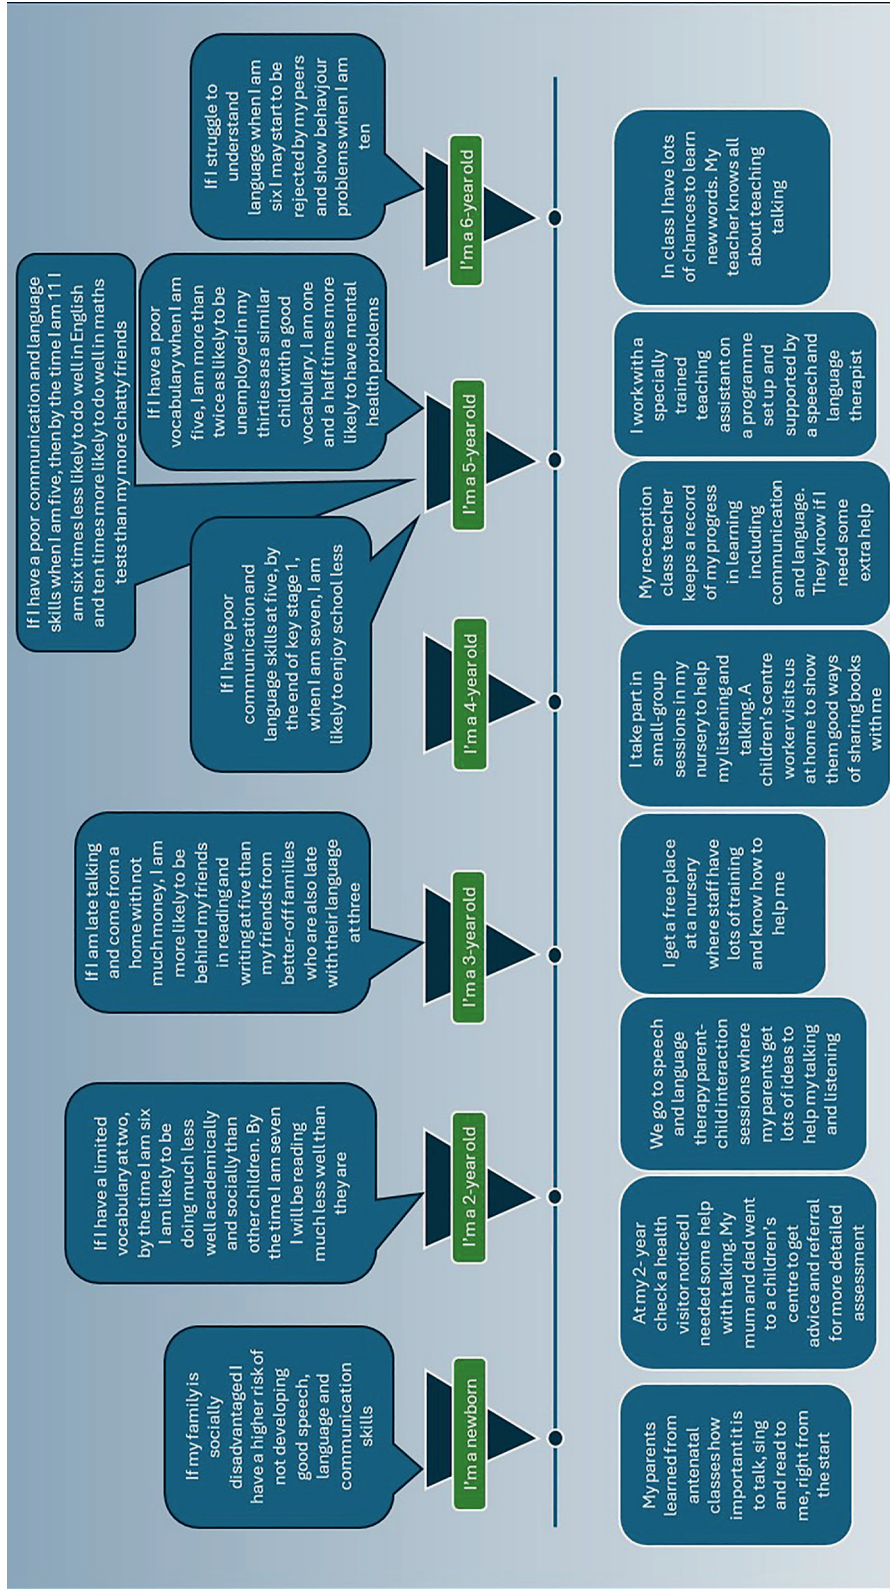 If my family is
socially
disadvantaged I
have a higher risk of
not developing
good speech,
language and
communication
skills
If I have a limited
vocabulary at two,
by the time I am six
I am likely to be
doing much less
well academically
and socially than
other children. By
the time I am seven
I will be reading
much less well than
they are
If I am late talking
and come from a
home with not
much money, I am
more likely to be
behind my friends
in reading and
writing at five than
my friends from
better-off families
who are also late
with their language
at three
If I have poor
communication and
language skills at five, by
the end of key stage 1,
when I am seven, I am
likely to enjoy school less
If I have a poor communication and language
skills when I am five, then by the time I am 11 I
am six times less likely to do well in English
and ten times more likely to do well in maths
tests than my more chatty friends
If I have a poor
vocabulary when I am
five, I am more than
twice as likely to be
unemployed in my
thirties as a similar
child with a good
vocabulary. I am one
and a half times more
likely to have mental
health problems
If I struggle to
understand
language when I am
six I may start to be
rejected by my peers
and show behavjour
problems when I am
ten
I'm a newborn
I'm a 2-year old
I'm a 3-year old
I'm a 4-year old
I'm a 5-year old
I'm a 6-year old
My parents
learned from
antenatal
classes how
important it is
to talk, sing
and read to
me, right from
the start
At my 2- year
check a health
visitor noticed I
needed some help
with talking. My
mum and dad went
to a children's
centre to get
advice and referral
for more detailed
assessment
We go to speech
and language
therapy parent-
child interaction
sessions where
my parents get
lots of ideas to
help my talking
and listening
I get a free place
at a nursery
where staff have
lots of training
and know how to
help me
I take part in
small-group
sessions in my
nursery to help
my listening and
talking. A
children's centre
worker visits us
at home to show
them good ways
of sharing books
with me
My rececption
class teacher
keeps a record
of my progress
in learning
including
communication
and language.
They know if I
need some
extra help
I work with a
specially
trained
teaching
assistant on
a programme
set up and
supported by
a speech and
language
therapist
In class I have lots
of chances to learn
new words. My
teacher knows all
about teaching
talking